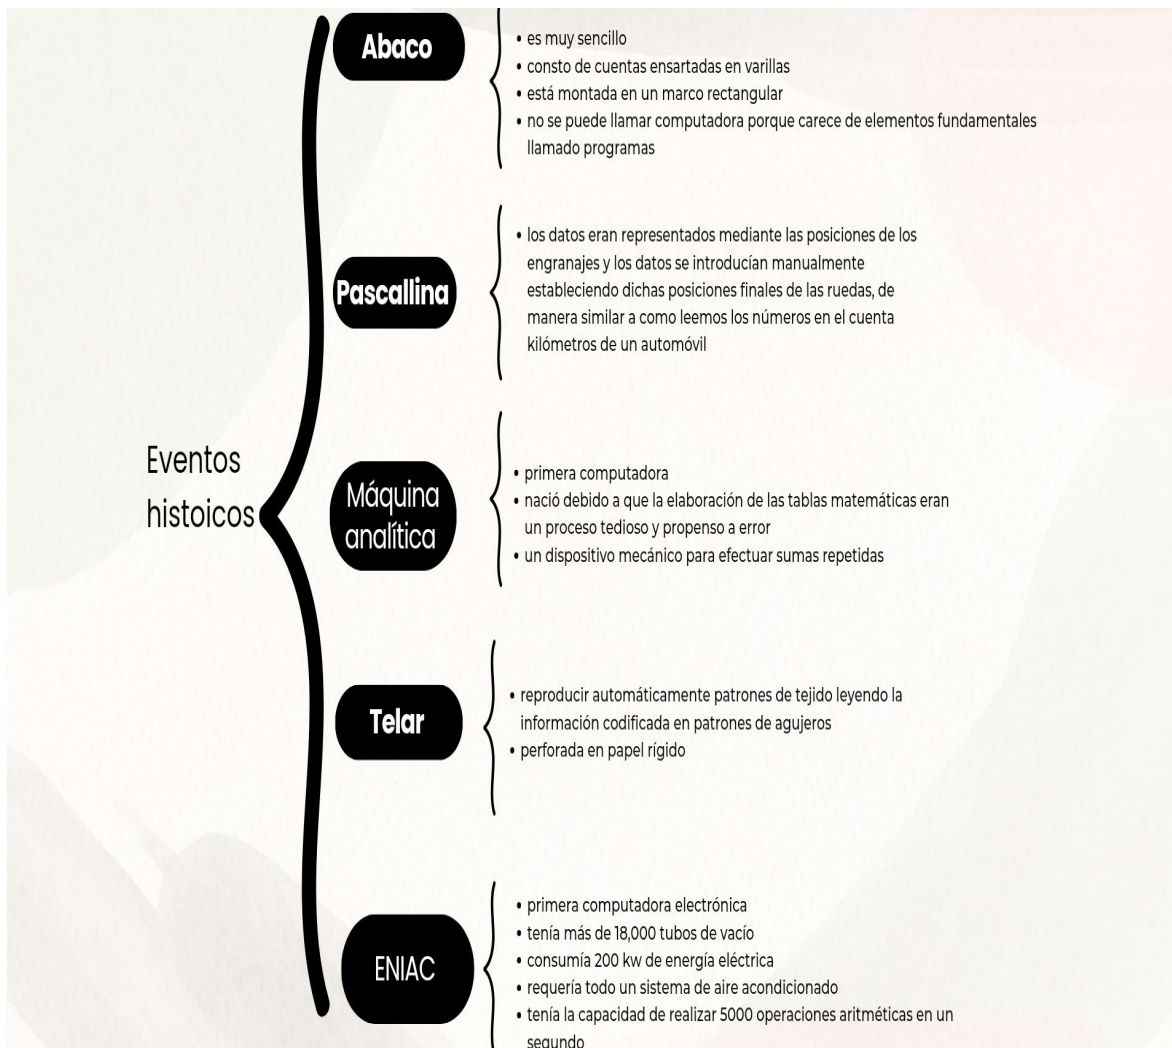 Abaco
• es muy sencillo
• consto de cuentas ensartadas en varillas
• está montada en un marco rectangular
• no se puede llamar computadora porque carece de elementos fundamentales
llamado programas
Pascallina
• los datos eran representados mediante las posiciones de los
engranajes y los datos se introducían manualmente
estableciendo dichas posiciones finales de las ruedas, de
manera similar a como leemos los números en el cuenta
kilómetros de un automóvil
Eventos
histoicos
Máquina
analítica
• primera computadora
• nació debido a que la elaboración de las tablas matemáticas eran
un proceso tedioso y propenso a error
• un dispositivo mecánico para efectuar sumas repetidas
Telar
• reproducir automáticamente patrones de tejido leyendo la
información codificada en patrones de agujeros
• perforada en papel rígido
ENIAC
• primera computadora electrónica
• tenía más de 18,000 tubos de vacío
• consumía 200 kw de energía eléctrica
• requería todo un sistema de aire acondicionado
• tenía la capacidad de realizar 5000 operaciones aritméticas en un
segundo